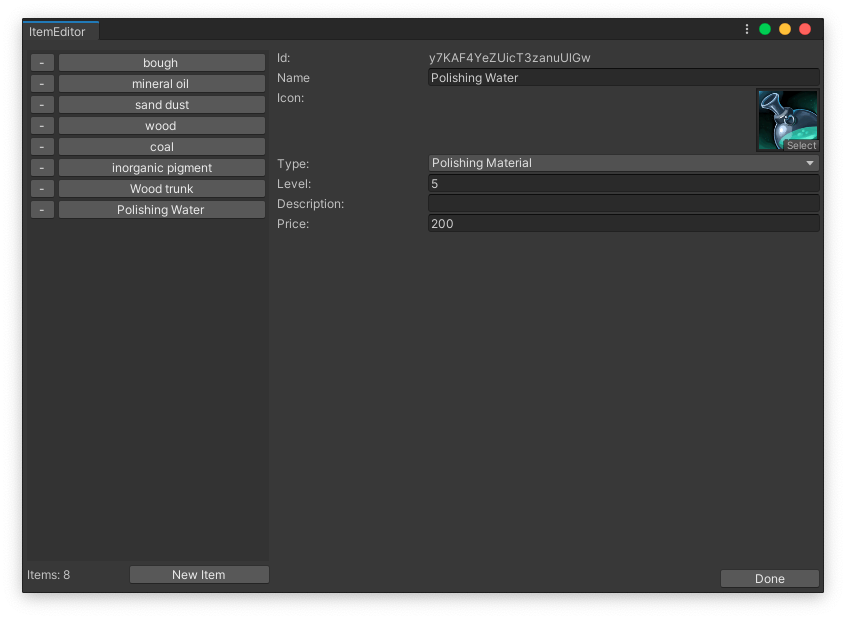 ItemEditor
- bough
- mineral oil
- sand dust
- wood
- coal
- inorganic pigment
- Wood trunk
- Polishing Water
Items: 8
New Item
Id: y7KAF4YeZUicT3zanuUIGw
Name Polishing Water
Icon:
Select
Type: Polishing Material
Level: 5
Description:
Price: 200
Done